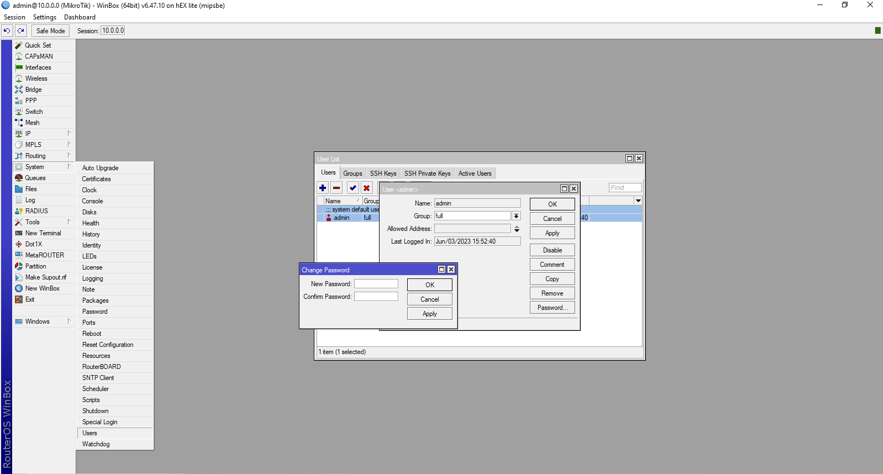 admin@10.0.0.0 (MikroTik) - WinBox (64bit) v6.47.10 on hEX lite (mipsbe)
Session Settings Dashboard
Safe Mode Session: 10.0.0.0
Quick Set
CAPsMAN
Interfaces
Wireless
Bridge
PPP
Switch
Mesh
IP
MPLS
Routing
System
Queues
Files
Log
RADIUS
Tools
New Terminal
Dot1X
MetaROUTER
Partition
Make Supout.rif
New WinBox
Exit
Windows
RouterOS WinBox
Auto Upgrade
Certificates
Clock
Console
Disks
Health
History
Identity
LEDs
License
Logging
Note
Packages
Password
Ports
Reboot
Reset Configuration
Resources
RouterBOARD
SNTP Client
Scheduler
Scripts
Shutdown
Special Login
Users
Watchdog
User List
Users Groups SSH Keys SSH Private Keys Active Users
Find
Name Group
;;; system default use
admin full
40
1 item (1 selected)
User <admin>
Name: admin
Group: full
Allowed Address:
Last Logged In: Jun/03/2023 15:52:40
OK
Cancel
Apply
Disable
Comment
Copy
Remove
Password...
Change Password
New Password:
Confirm Password:
OK
Cancel
Apply